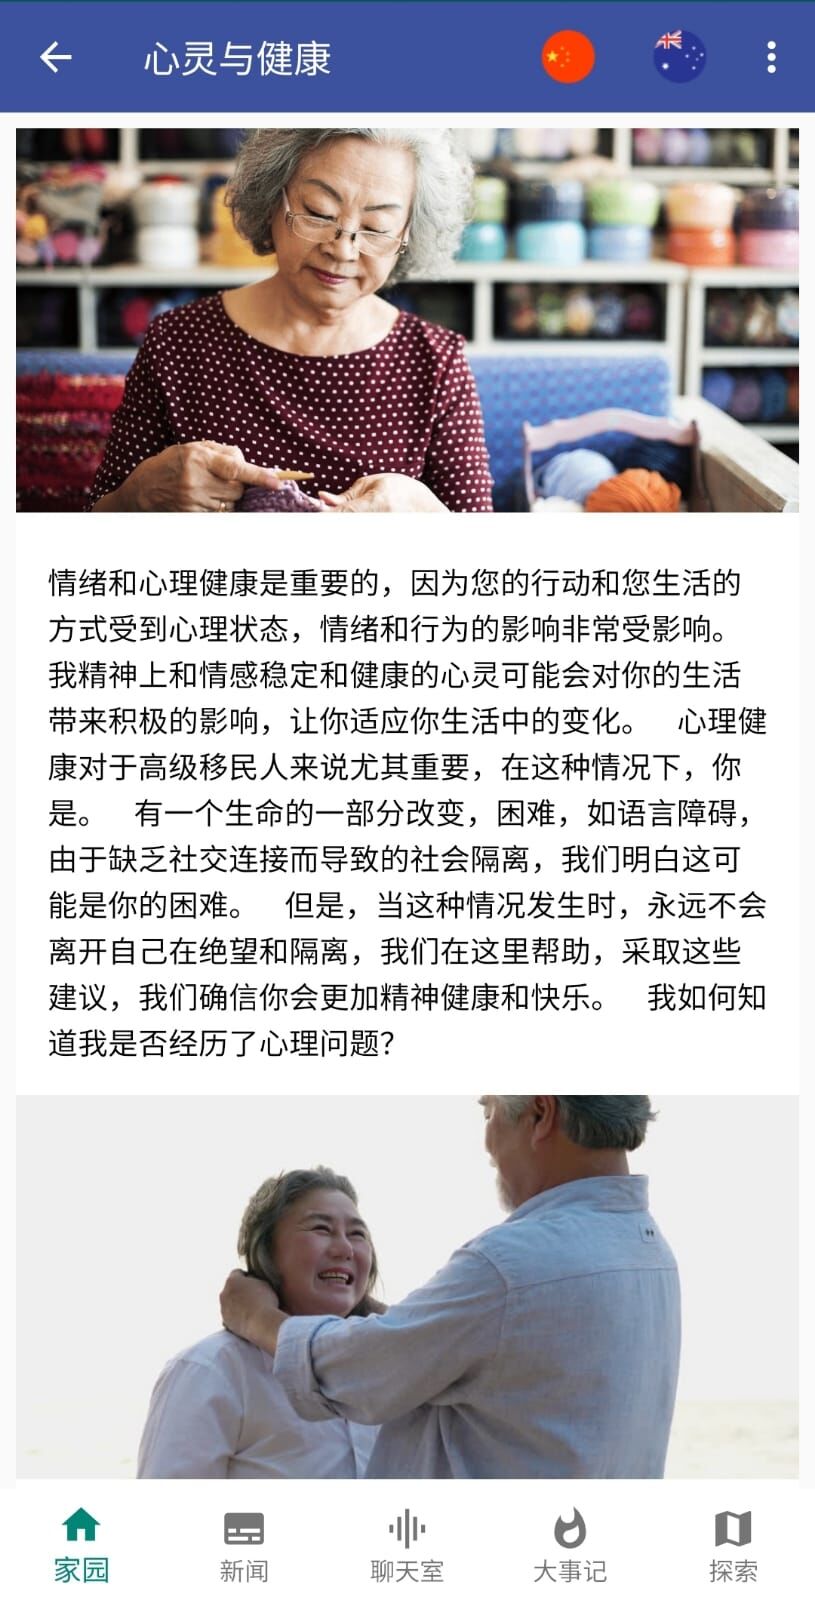 心灵与健康
情绪和心理健康是重要的，因为您的行动和您生活的
方式受到心理状态，情绪和行为的影响非常受影响。
我精神上和情感稳定和健康的心灵可能会对你的生活
带来积极的影响，让你适应你生活中的变化。 心理健
康对于高级移民人来说尤其重要，在这种情况下，你
是。 有一个生命的一部分改变，困难，如语言障碍，
由于缺乏社交连接而导致的社会隔离，我们明白这可
能是你的困难。 但是，当这种情况发生时，永远不会
离开自己在绝望和隔离，我们在这里帮助，采取这些
建议，我们确信你会更加精神健康和快乐。 我如何知
道我是否经历了心理问题？
家园
新闻
聊天室
大事记
探索